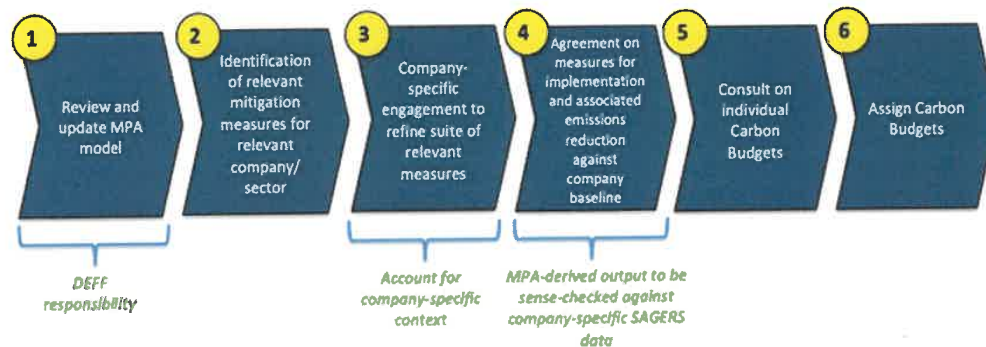 1
Review and
update MPA
model
2
Identification
of relevant
mitigation
measures for
relevant
company/
sector
3
Company-
specific
engagement to
refine suite of
relevant
measures
4
Agreement on
measures for
implementation
and associated
emissions
reduction
against
company
baseline
5
Consult on
individual
Carbon
Budgets
6
Assign Carbon
Budgets
DEFF
responsibility
Account for
company-specific
context
MPA-derived output to be
sense-checked against
company-specific SAGERS
data